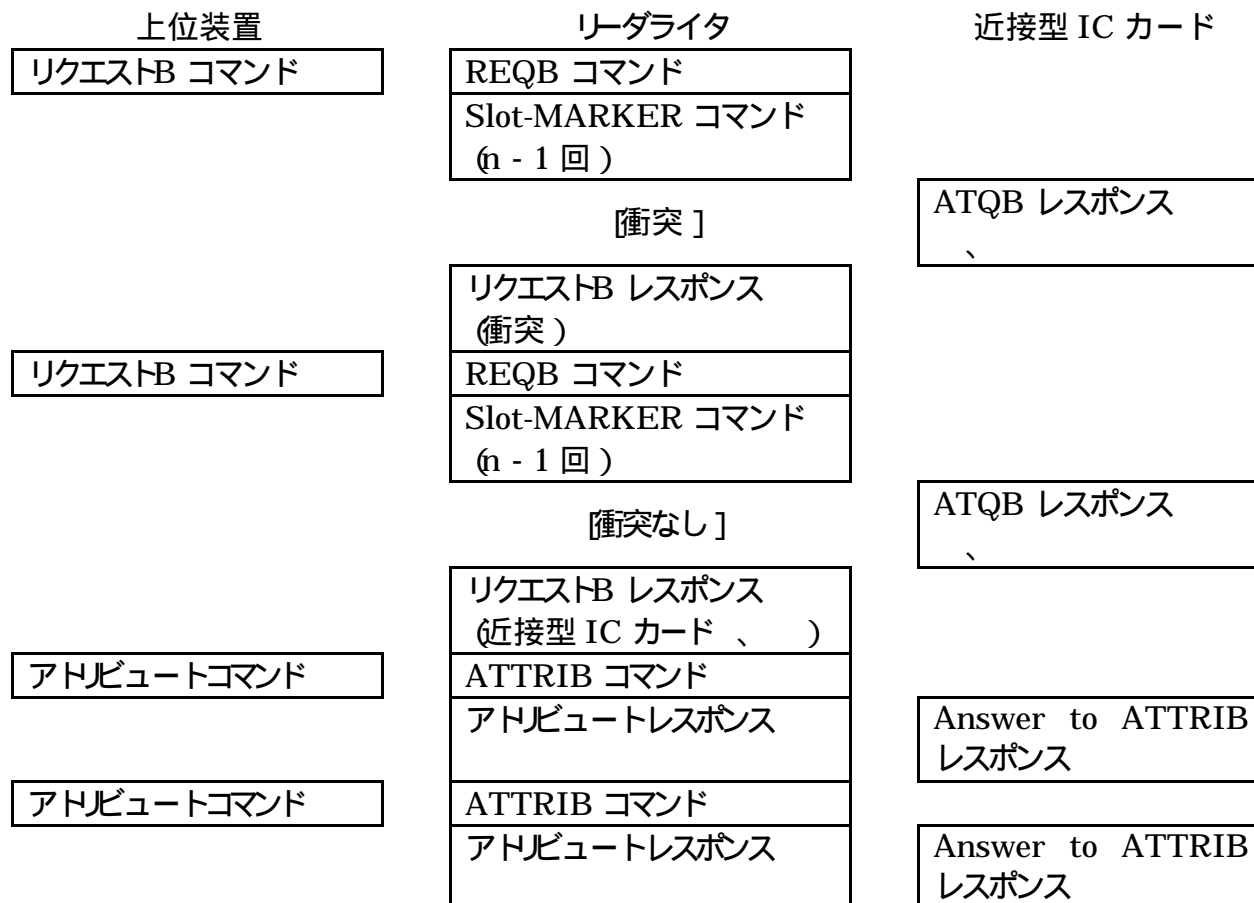 上位装置 リーダライタ 近接型 IC カード
リクエストB コマンド REQB コマンド
Slot-MARKER コマンド
(n - 1 回 )
ATQB レスポンス
、
[衝突 ]
リクエストB レスポンス
(衝突 )
リクエストB コマンド REQB コマンド
Slot-MARKER コマンド
(n - 1 回 )
ATQB レスポンス
、
[衝突なし ]
リクエストB レスポンス
(近接型 IC カード 、 )
アトリビュートコマンド ATTRIB コマンド
アトリビュートレスポンス Answer to ATTRIB
レスポンス
アトリビュートコマンド ATTRIB コマンド
アトリビュートレスポンス Answer to ATTRIB
レスポンス